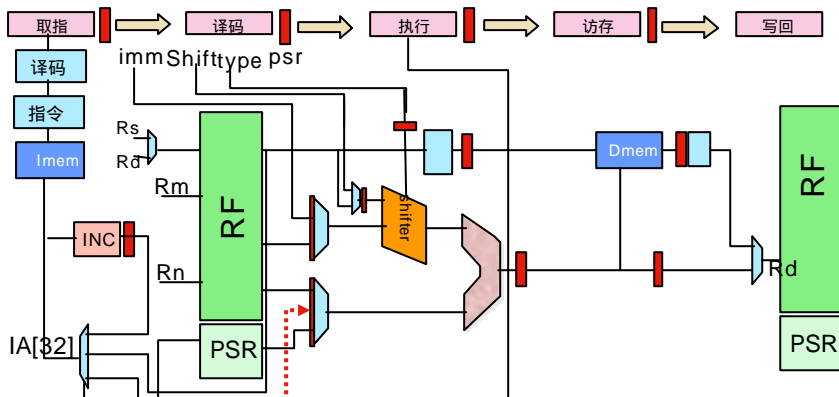 取指
译码
执行
访存
写回
imm
Shift
type
psr
译码
指令
Imem
Rs
Rd
Rm
Rn
RF
INC
IA[32]
PSR
shifter
Dmem
RF
Rd
PSR